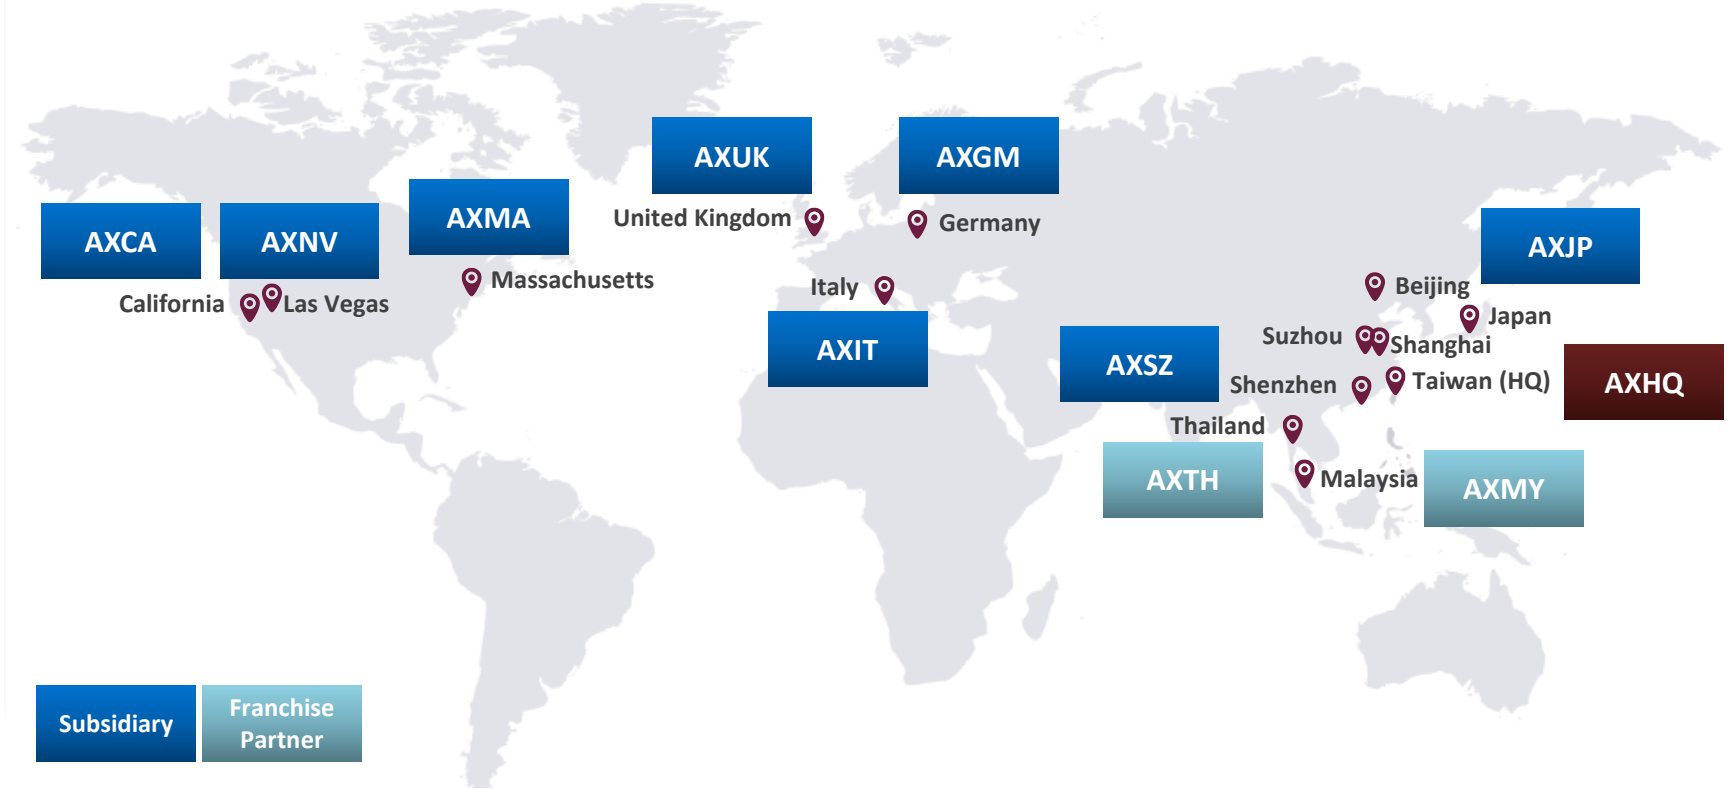 AXUK
AXGM
AXMA
AXCA
AXNV
AXJP
United Kingdom
Germany
Massachusetts
California
Las Vegas
Italy
Beijing
Japan
AXIT
Suzhou
Shanghai
AXSZ
Shenzhen
Taiwan (HQ)
AXHQ
Thailand
AXTH
Malaysia
AXMY
Subsidiary
Franchise
Partner